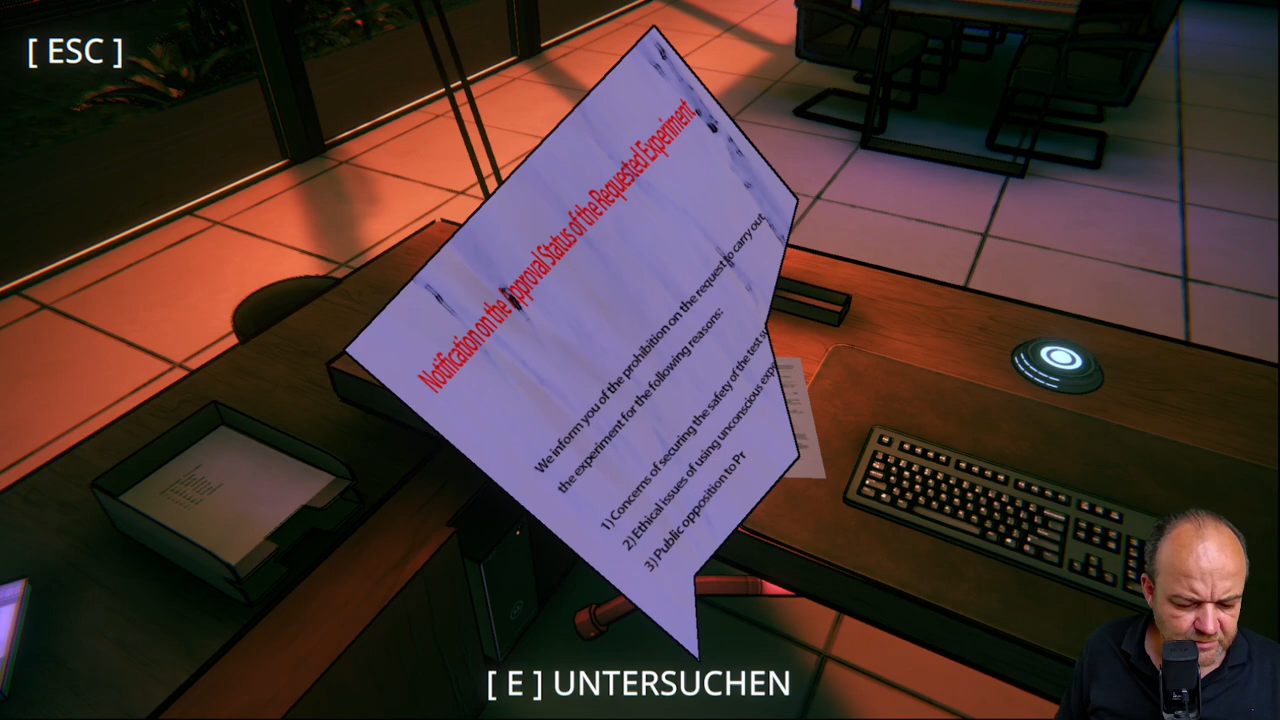 [ ESC ]
Notification on the Approval Status of the Requested Experiment
We inform you of the prohibition on the request to carry out
the experiment for the following reasons:
1) Concerns of securing the safety of the test
2) Ethical issues of using unconscious
3) Public opposition to
[ E ] UNTERSUCHEN